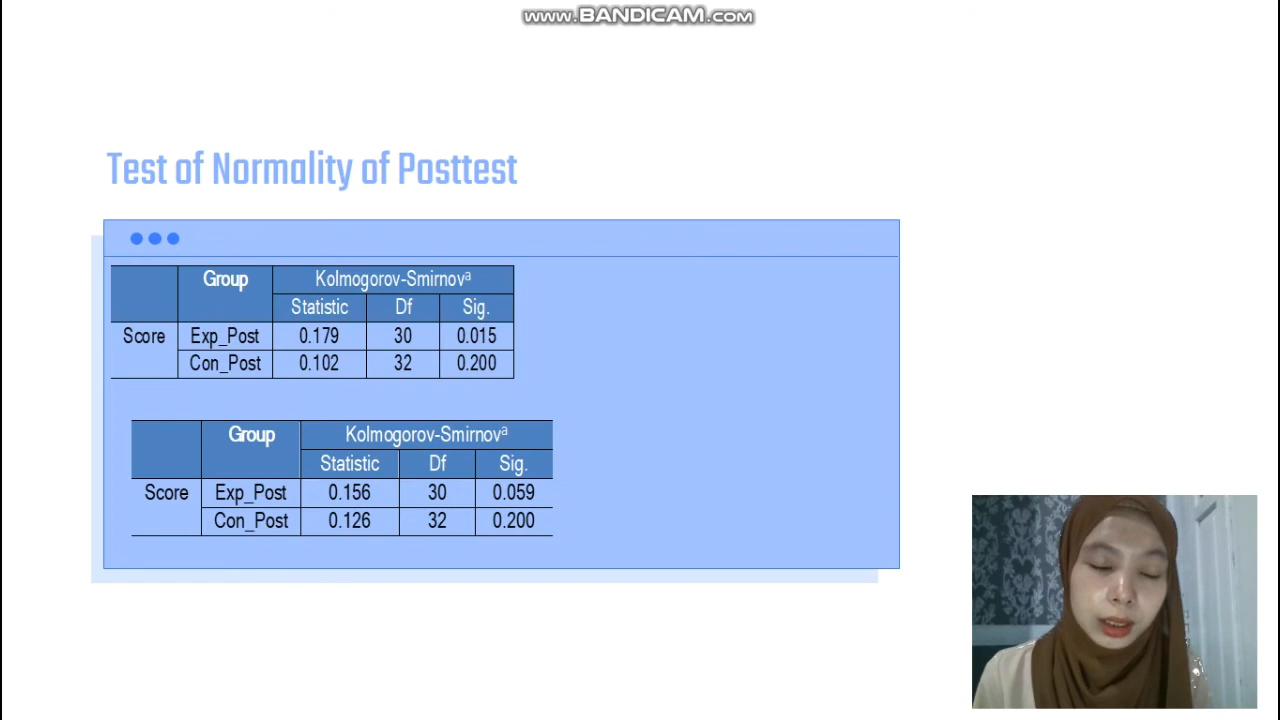 www.BANDICAM.com
Test of Normality of Posttest
Group Kolmogorov-Smirnovᵃ
Statistic Df Sig.
Score Exp_Post 0.179 30 0.015
Con_Post 0.102 32 0.200
Group Kolmogorov-Smirnovᵃ
Statistic Df Sig.
Score Exp_Post 0.156 30 0.059
Con_Post 0.126 32 0.200